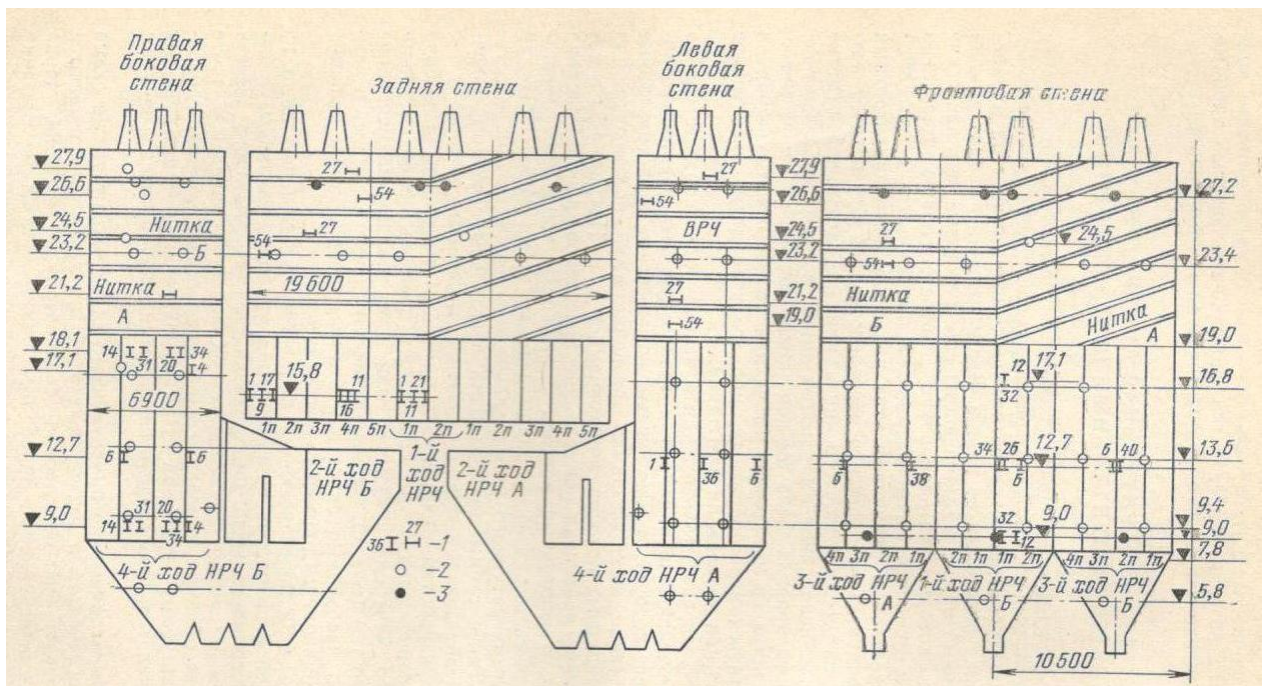 Правая
боковая
стена
Задняя стена
Левая
боковая
стена
Фронтовая стена
27,9
26,6
24,5
23,2
21,2
18,1
17,1
12,7
9,0
Нитка
Б
Нитка
А
14
31
20
34
4
6900
6
6
14
31
20
4
34
4-й ход НРЧ Б
27
54
27
54
19 600
1 17
9
15,8
11
16
1 21
11
1п 2п 3п 4п 5п 1п 2п 1п 2п 3п 4п 5п
2-й ход
НРЧ Б
1-й
ход
НРЧ
2-й ход
НРЧ А
27
36 -1
-2
-3
27
54
ВРЧ
27
54
1
36
6
4-й ход НРЧ А
27,9
26,6
24,5
23,2
21,2
19,0
27
54
24,5
Нитка
Б
Нитка
А
12
32
17,1
34
26
12,7
6
40
6
38
6
32
9,0
12
4п 3п 2п 1п 2п 1п 1п 2п 4п 3п 2п 1п
3-й ход НРЧ
А
1-й ход НРЧ
Б
3-й ход НРЧ
Б
27,2
23,4
19,0
16,8
13,6
9,4
9,0
7,8
5,8
10 500